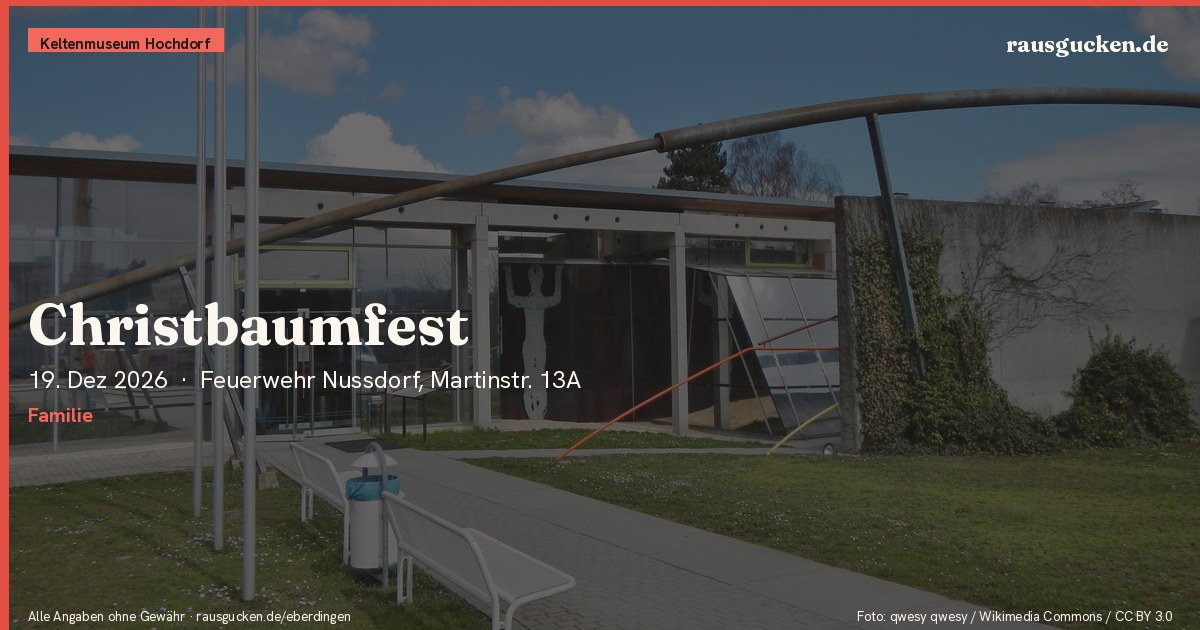 Keltenmuseum Hochdorf
rausgucken.de
Christbaumfest
19. Dez 2026 · Feuerwehr Nussdorf, Martinstr. 13A
Familie
Alle Angaben ohne Gewähr · rausgucken.de/eberdingen
Foto: qwesy qwesy / Wikimedia Commons / CC BY 3.0